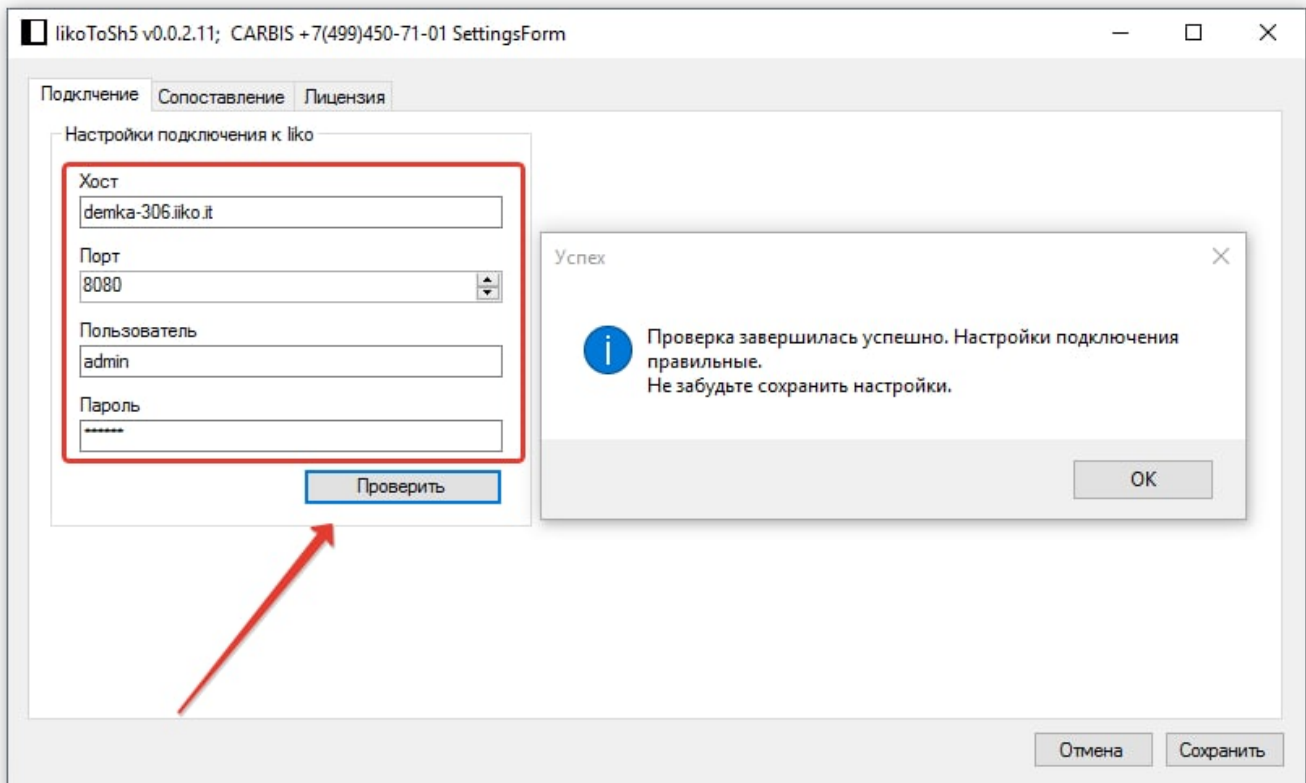 IikoToSh5 v0.0.2.11; CARBIS +7(499)450-71-01 SettingsForm
Подклчение Сопоставление Лицензия
Настройки подключения к Iiko
Хост
demka-306.iiko.it
Порт
8080
Пользователь
admin
Пароль
******
Проверить
Успех
Проверка завершилась успешно. Настройки подключения
правильные.
Не забудьте сохранить настройки.
OK
Отмена Сохранить